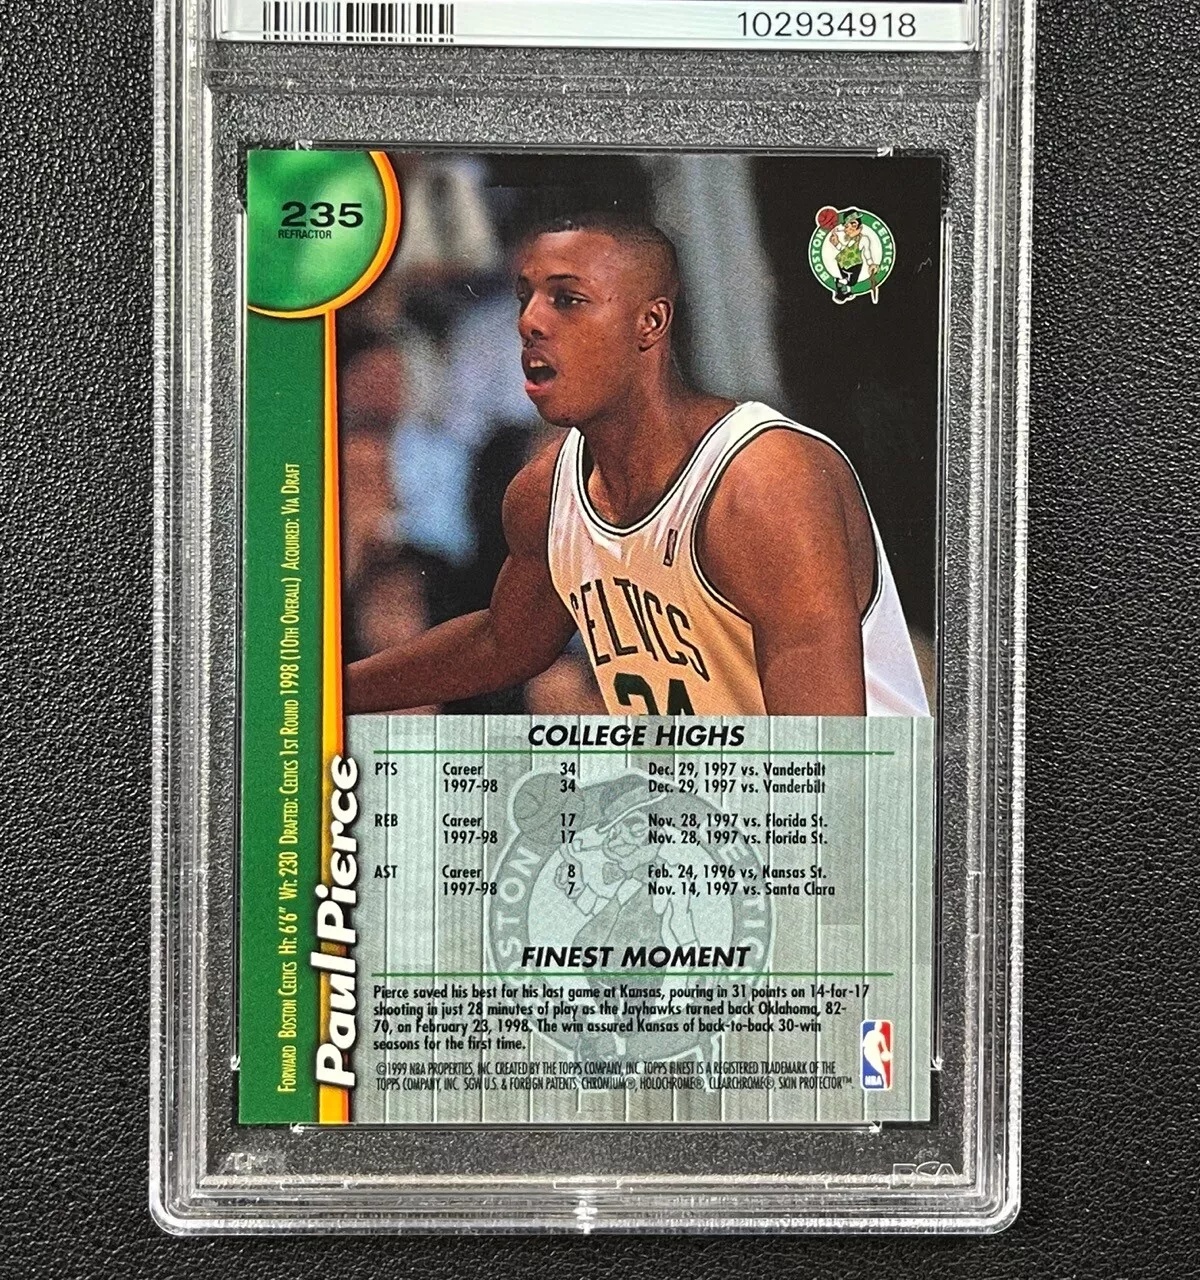 102934918
235
REFRACTOR
BOSTON CELTICS
CELTICS
34
Forward Boston Celtics Ht: 6'6" Wt: 230 Drafted: Celtics 1st Round 1998 (10th Overall) Acquired: Via Draft
Paul Pierce
COLLEGE HIGHS
PTS Career 34 Dec. 29, 1997 vs. Vanderbilt
1997-98 34 Dec. 29, 1997 vs. Vanderbilt
REB Career 17 Nov. 28, 1997 vs. Florida St.
1997-98 17 Nov. 28, 1997 vs. Florida St.
AST Career 8 Feb. 24, 1996 vs, Kansas St.
1997-98 7 Nov. 14, 1997 vs. Santa Clara
FINEST MOMENT
Pierce saved his best for his last game at Kansas, pouring in 31 points on 14-for-17
shooting in just 28 minutes of play as the Jayhawks turned back Oklahoma, 82-
70, on February 23, 1998. The win assured Kansas of back-to-back 30-win
seasons for the first time.
©1999 NBA PROPERTIES, INC. CREATED BY THE TOPPS COMPANY, INC. TOPPS FINEST IS A REGISTERED TRADEMARK OF THE
TOPPS COMPANY, INC. SGW U.S. & FOREIGN PATENTS, CHROMIUM®, HOLOCHROME®, CLEARCHROME®, SKIN PROTECTOR™
NBA
PSA